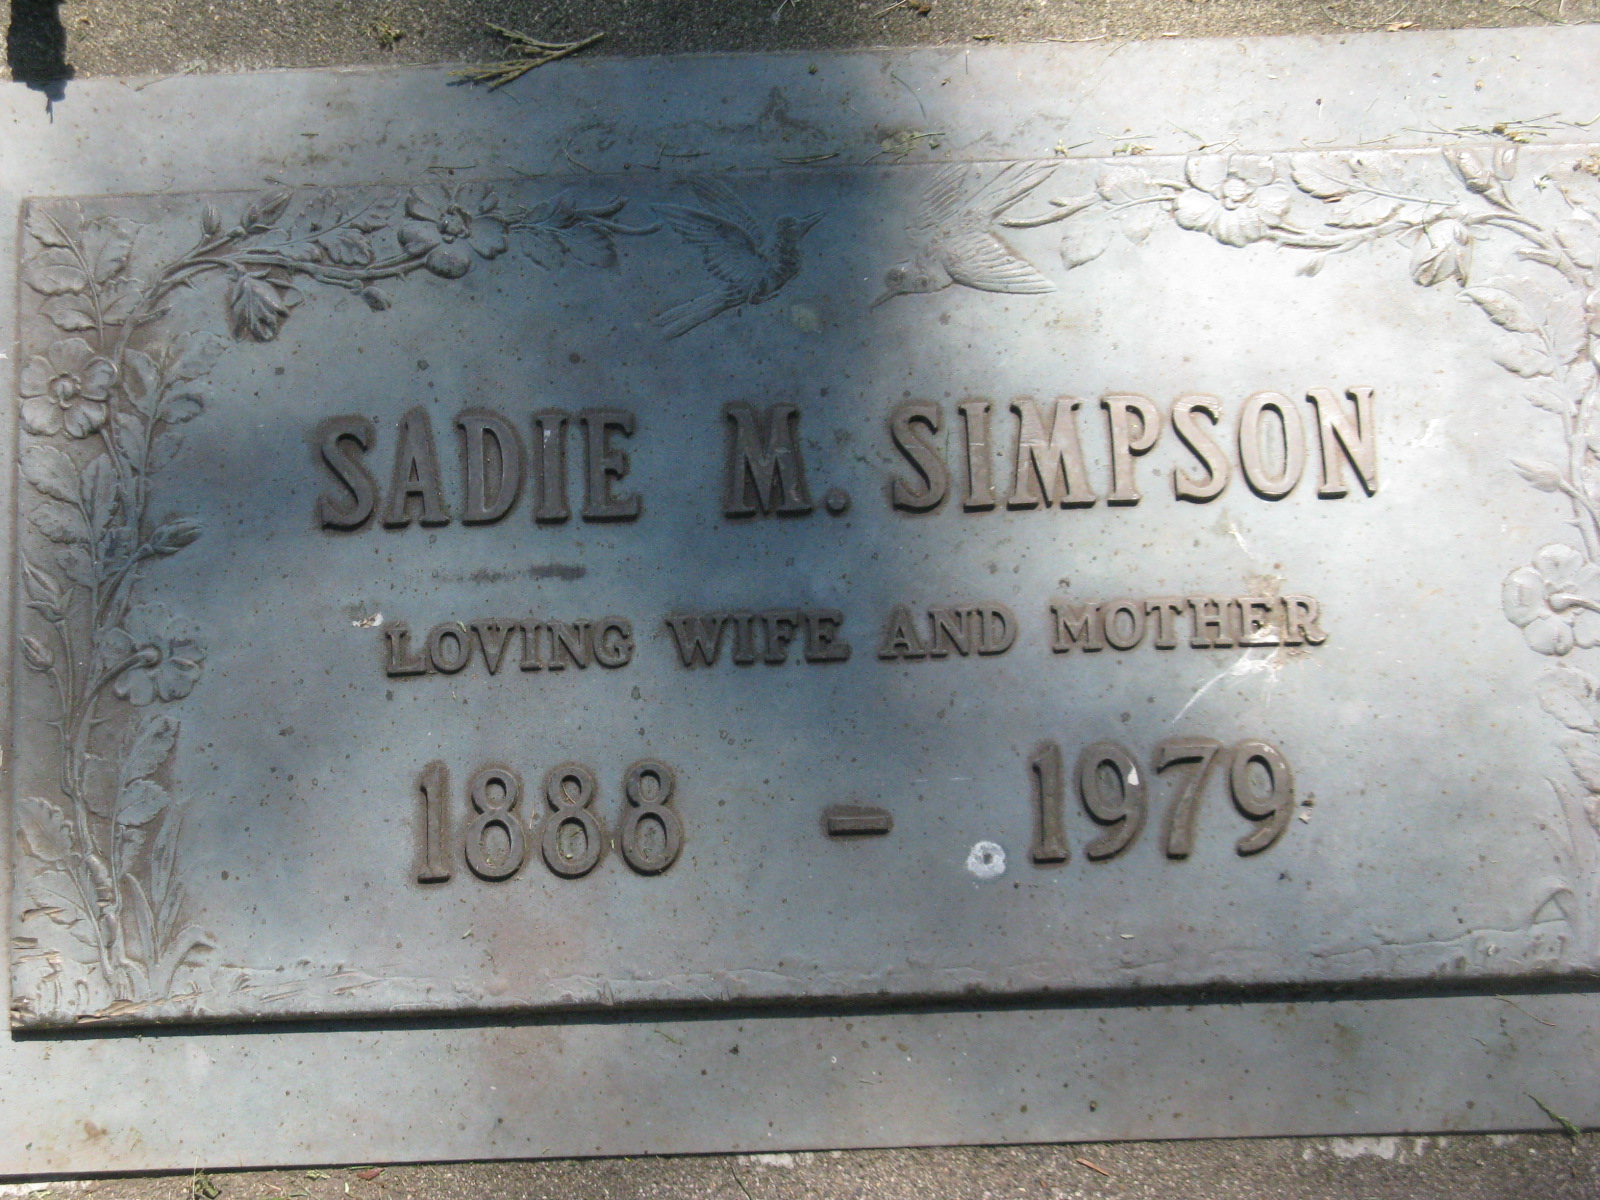 SADIE M. SIMPSON
LOVING WIFE AND MOTHER
1888 - 1979